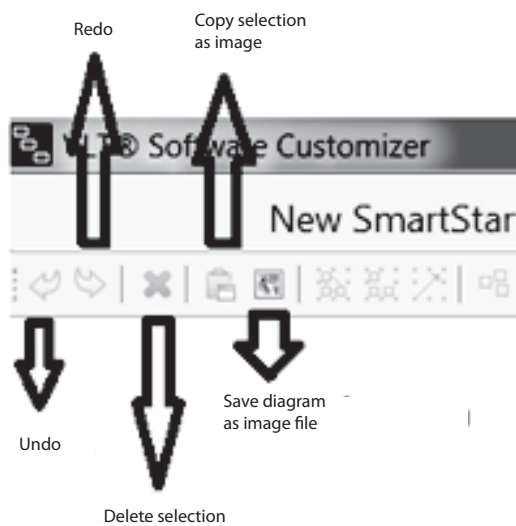 Redo
Copy selection
as image
VLT® Software Customizer
New SmartStar
Undo
Save diagram
as image file
Delete selection